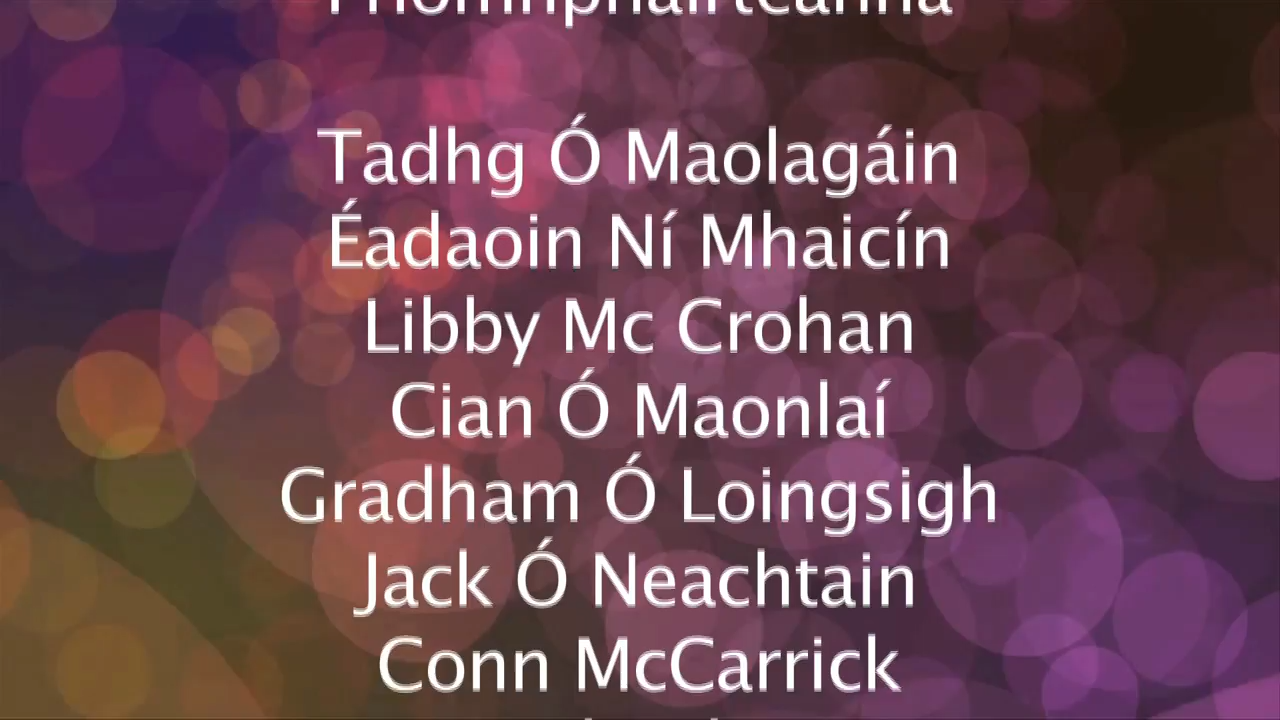 Tadhg Ó Maolagáin
Éadaoin Ní Mhaicín
Libby Mc Crohan
Cian Ó Maonlaí
Gradham Ó Loingsigh
Jack Ó Neachtain
Conn McCarrick